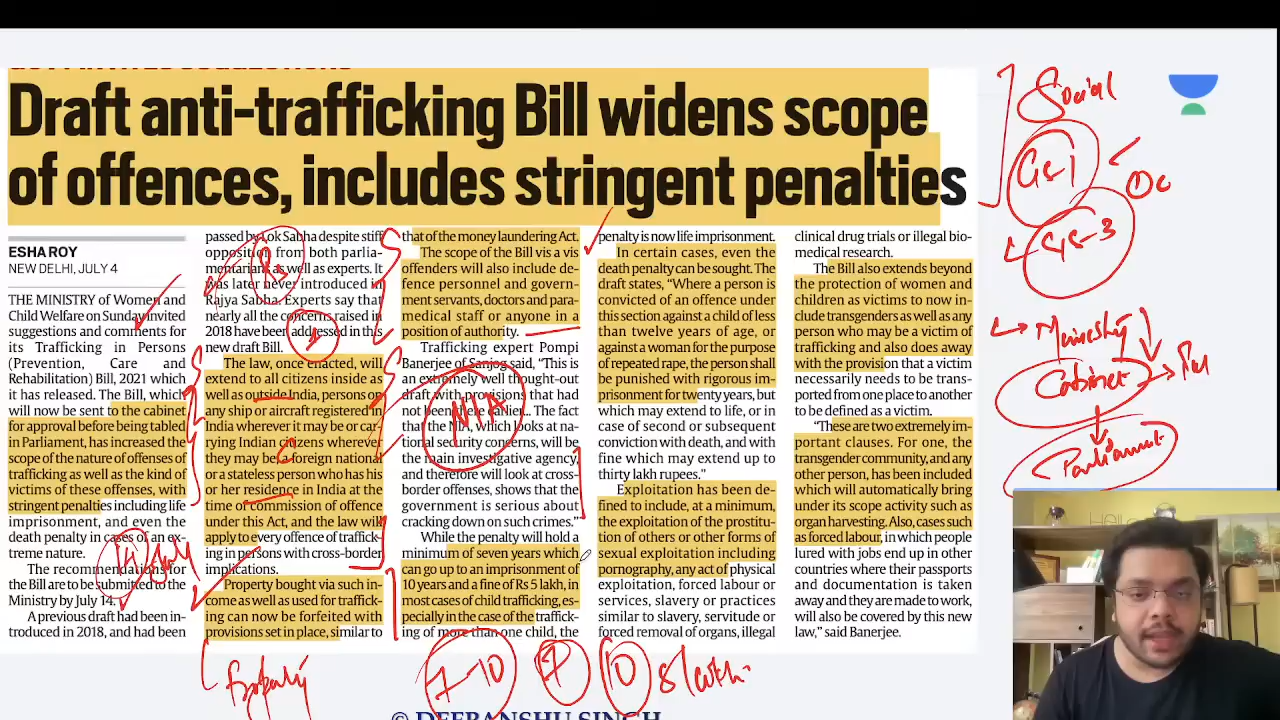 Draft anti-trafficking Bill widens scope
of offences, includes stringent penalties
ESHA ROY
NEW DELHI, JULY 4
THE MINISTRY of Women and
Child Welfare on Sunday invited
suggestions and comments for
its Trafficking in Persons
(Prevention, Care and
Rehabilitation) Bill, 2021 which
it has released. The Bill, which
will now be sent to the cabinet
for approval before being tabled
in Parliament, has increased the
scope of the nature of offenses of
trafficking as well as the kind of
victims of these offenses, with
stringent penalties including life
imprisonment, and even the
death penalty in cases of an ex-
treme nature.
The recommendations for
the Bill are to be submitted to the
Ministry by July 14.
A previous draft had been in-
troduced in 2018, and had been
passed by Lok Sabha despite stiff
opposition from both parlia-
mentarians as well as experts. It
was later never introduced in
Rajya Sabha. Experts say that
nearly all the concerns raised in
2018 have been addressed in this
new draft Bill.
The law, once enacted, will
extend to all citizens inside as
well as outside India, persons on
any ship or aircraft registered in
India wherever it may be or car-
rying Indian citizens wherever
they may be, a foreign national
or a stateless person who has his
or her residence in India at the
time of commission of offence
under this Act, and the law will
apply to every offence of traffick-
ing in persons with cross-border
implications.
Property bought via such in-
come as well as used for traffick-
ing can now be forfeited with
provisions set in place, similar to
that of the money laundering Act.
The scope of the Bill vis a vis
offenders will also include de-
fence personnel and govern-
ment servants, doctors and para-
medical staff or anyone in a
position of authority.
Trafficking expert Pompi
Banerjee of Sanjog said, “This is
an extremely well thought-out
draft with provisions that had
not been there earlier.. The fact
that the NIA, which looks at na-
tional security concerns, will be
the main investigative agency,
and therefore will look at cross-
border offenses, shows that the
government is serious about
cracking down on such crimes.”
While the penalty will hold a
minimum of seven years which
can go up to an imprisonment of
10 years and a fine of Rs 5 lakh, in
most cases of child trafficking, es-
pecially in the case of the traffick-
ing of more than one child, the
penalty is now life imprisonment.
In certain cases, even the
death penalty can be sought. The
draft states, “Where a person is
convicted of an offence under
this section against a child of less
than twelve years of age, or
against a woman for the purpose
of repeated rape, the person shall
be punished with rigorous im-
prisonment for twenty years, but
which may extend to life, or in
case of second or subsequent
conviction with death, and with
fine which may extend up to
thirty lakh rupees.”
Exploitation has been de-
fined to include, at a minimum,
the exploitation of the prostitu-
tion of others or other forms of
sexual exploitation including
pornography, any act of physical
exploitation, forced labour or
services, slavery or practices
similar to slavery, servitude or
forced removal of organs, illegal
clinical drug trials or illegal bio-
medical research.
The Bill also extends beyond
the protection of women and
children as victims to now in-
clude transgenders as well as any
person who may be a victim of
trafficking and also does away
with the provision that a victim
necessarily needs to be trans-
ported from one place to another
to be defined as a victim.
“These are two extremely im-
portant clauses. For one, the
transgender community, and any
other person, has been included
which will automatically bring
under its scope activity such as
organ harvesting. Also, cases such
as forced labour, in which people
lured with jobs end up in other
countries where their passports
and documentation is taken
away and they are made to work,
will also be covered by this new
law,” said Banerjee.
Social
GS-1
GS-3
Ministry
Cabinet
Parliament
NIA
14 July
Property
7-10
7
10
© DEEPANSHU SINGH